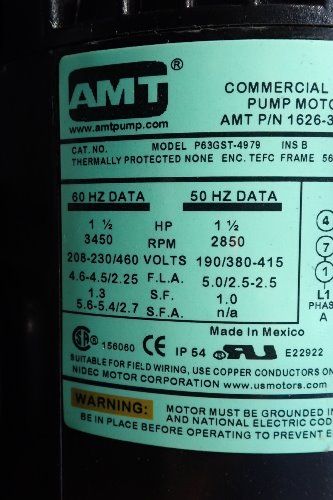 AMT®
www.amtpump.com
COMMERCIAL
PUMP MOTO
AMT P/N 1626-3
CAT. NO. MODEL P63GST-4979 INS B
THERMALLY PROTECTED NONE ENC. TEFC FRAME 56
60 HZ DATA 50 HZ DATA
1 ½ HP 1 ½
3450 RPM 2850
208-230/460 VOLTS 190/380-415
4.6-4.5/2.25 F.L.A. 5.0/2.5-2.5
1.3 S.F. 1.0
5.6-5.4/2.7 S.F.A. n/a
4
7
1
L1
PHAS
A
Made in Mexico
SA ® 156060 CE IP 54 RU ® E22922
SUITABLE FOR FIELD WIRING, USE COPPER CONDUCTORS ON
NIDEC MOTOR CORPORATION www.usmotors.com
WARNING: MOTOR MUST BE GROUNDED IN
AND NATIONAL ELECTRIC COD
BE IN PLACE BEFORE OPERATING TO PREVENT E